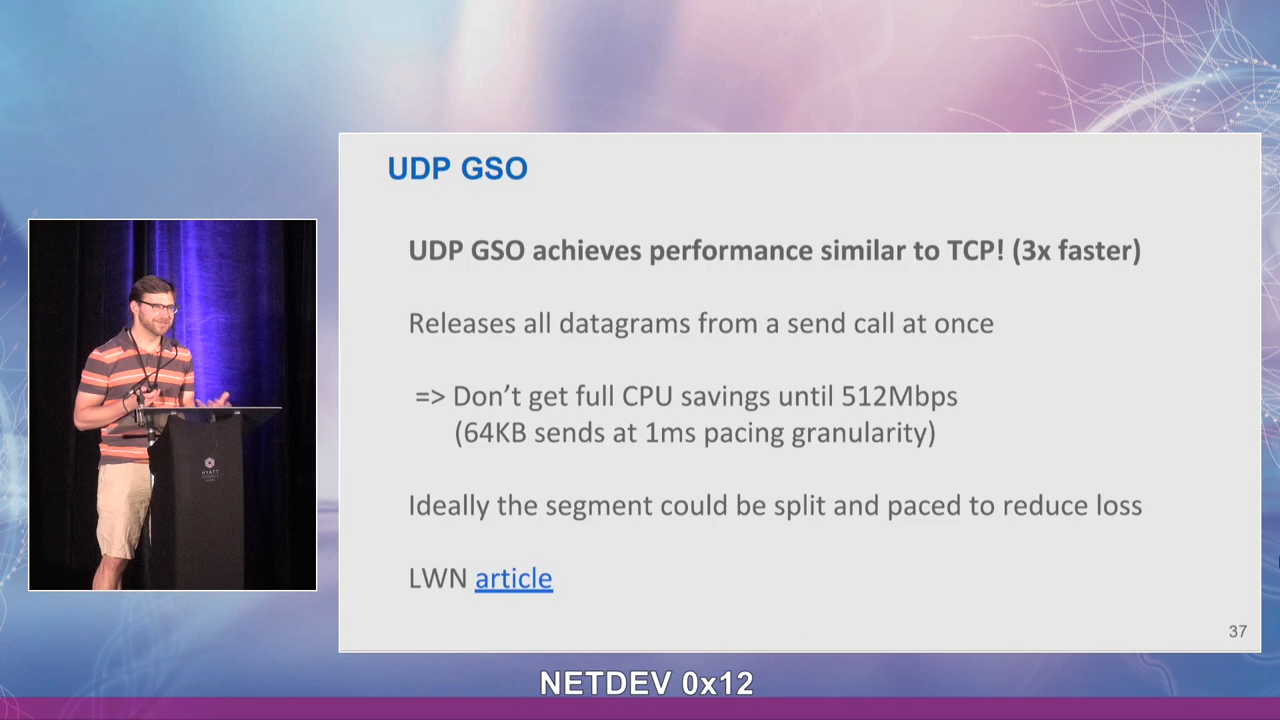 UDP GSO
UDP GSO achieves performance similar to TCP! (3x faster)
Releases all datagrams from a send call at once
=> Don't get full CPU savings until 512Mbps
(64KB sends at 1ms pacing granularity)
Ideally the segment could be split and paced to reduce loss
LWN article
37
HYATT
NETDEV 0x12